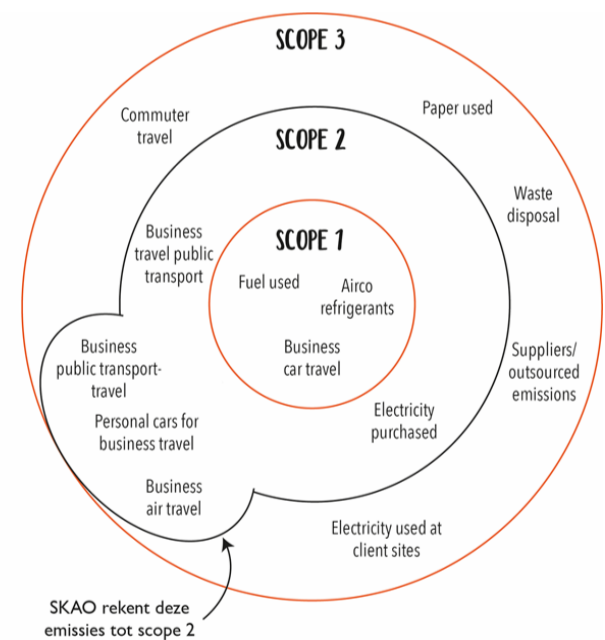 SCOPE 3
Commuter
travel
Paper used
SCOPE 2
Waste
disposal
Business
travel public
transport
SCOPE 1
Fuel used
Airco
refrigerants
Business
car travel
Business
public transport-
travel
Suppliers/
outsourced
emissions
Personal cars for
business travel
Electricity
purchased
Business
air travel
Electricity used at
client sites
SKAO rekent deze
emissies tot scope 2